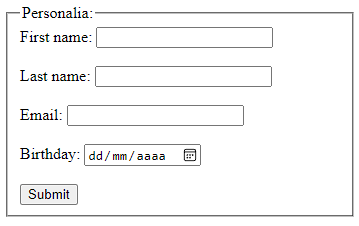 Personalia:
First name:
Last name:
Email:
Birthday: dd/mm/aaaa
Submit